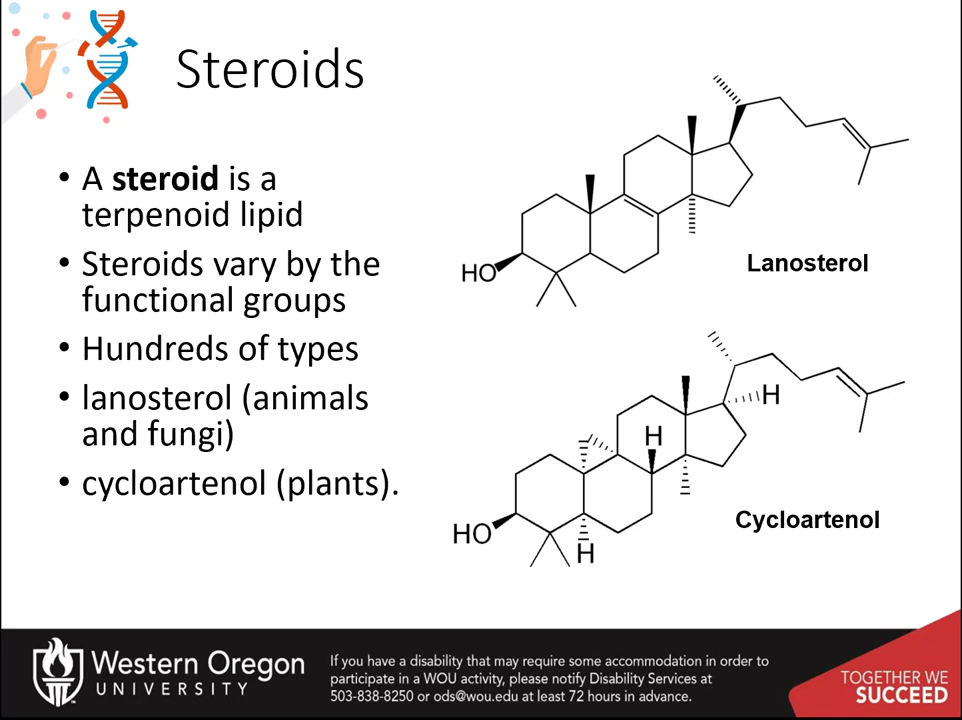 Steroids
• A steroid is a
terpenoid lipid
• Steroids vary by the
functional groups
• Hundreds of types
• lanosterol (animals
and fungi)
• cycloartenol (plants).
HO
Lanosterol
H
H
HO
H
Cycloartenol
Western Oregon
UNIVERSITY
If you have a disability that may require some accommodation in order to
participate in a WOU activity, please notify Disability Services at
503-838-8250 or ods@wou.edu at least 72 hours in advance.
TOGETHER WE
SUCCEED